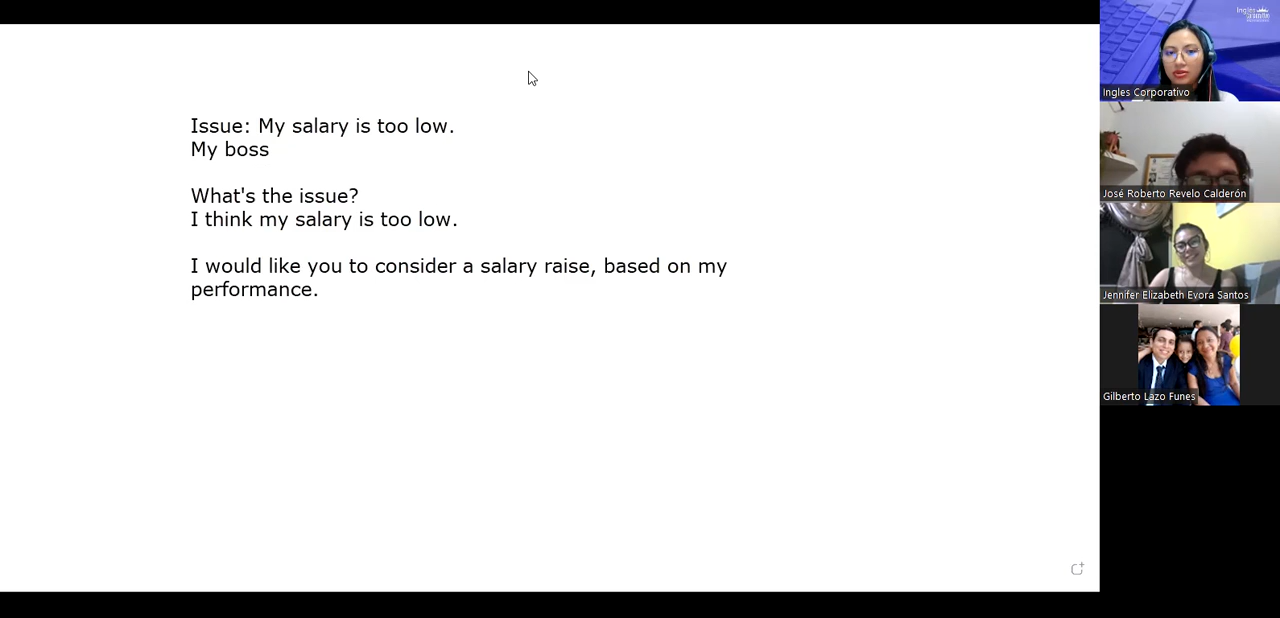 Issue: My salary is too low.
My boss
What's the issue?
I think my salary is too low.
I would like you to consider a salary raise, based on my
performance.
Ingles Corporativo
José Roberto Revelo Calderón
Jennifer Elizabeth Evora Santos
Gilberto Lazo Funes